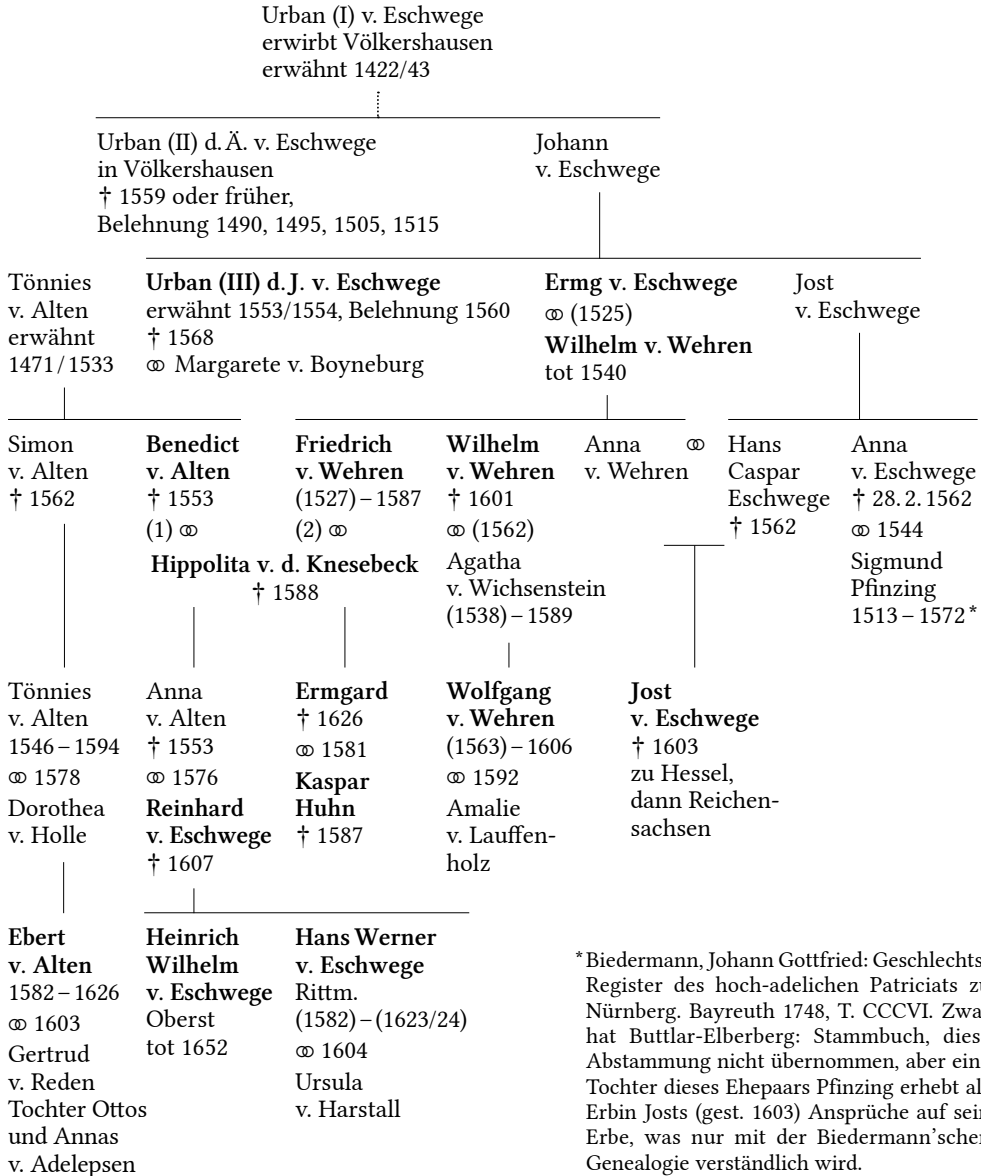 Urban (I) v. Eschwege
erwirbt Völkershausen
erwähnt 1422/43
Urban (II) d. Ä. v. Eschwege
in Völkershausen
† 1559 oder früher,
Belehnung 1490, 1495, 1505, 1515
Johann
v. Eschwege
Tönnies
v. Alten
erwähnt
1471/1533
Urban (III) d. J. v. Eschwege
erwähnt 1553/1554, Belehnung 1560
† 1568
⚭ Margarete v. Boyneburg
Ermg v. Eschwege
⚭ (1525)
Wilhelm v. Wehren
tot 1540
Jost
v. Eschwege
Simon
v. Alten
† 1562
Benedict
v. Alten
† 1553
(1) ⚭
Friedrich
v. Wehren
(1527) – 1587
(2) ⚭
Hippolita v. d. Knesebeck
† 1588
Wilhelm
v. Wehren
† 1601
⚭ (1562)
Agatha
v. Wichsenstein
(1538) – 1589
Anna ⚭
v. Wehren
Hans
Caspar
Eschwege
† 1562
Anna
v. Eschwege
† 28. 2. 1562
⚭ 1544
Sigmund
Pfinzing
1513 – 1572 *
Tönnies
v. Alten
1546 – 1594
⚭ 1578
Dorothea
v. Holle
Anna
v. Alten
† 1553
⚭ 1576
Reinhard
v. Eschwege
† 1607
Ermgard
† 1626
⚭ 1581
Kaspar
Huhn
† 1587
Wolfgang
v. Wehren
(1563) – 1606
⚭ 1592
Amalie
v. Lauffen-
holz
Jost
v. Eschwege
† 1603
zu Hessel,
dann Reichen-
sachsen
Ebert
v. Alten
1582 – 1626
⚭ 1603
Gertrud
v. Reden
Tochter Ottos
und Annas
v. Adelepsen
Heinrich
Wilhelm
v. Eschwege
Oberst
tot 1652
Hans Werner
v. Eschwege
Rittm.
(1582) – (1623/24)
⚭ 1604
Ursula
v. Harstall
* Biedermann, Johann Gottfried: Geschlechts
Register des hoch-adelichen Patriciats
Nürnberg. Bayreuth 1748, T. CCCVI.
hat Buttlar-Elberberg: Stammbuch,
Abstammung nicht übernommen, aber
Tochter dieses Ehepaars Pfinzing erhebt
Erbin Josts (gest. 1603) Ansprüche auf
Erbe, was nur mit der
Genealogie verständlich wird.